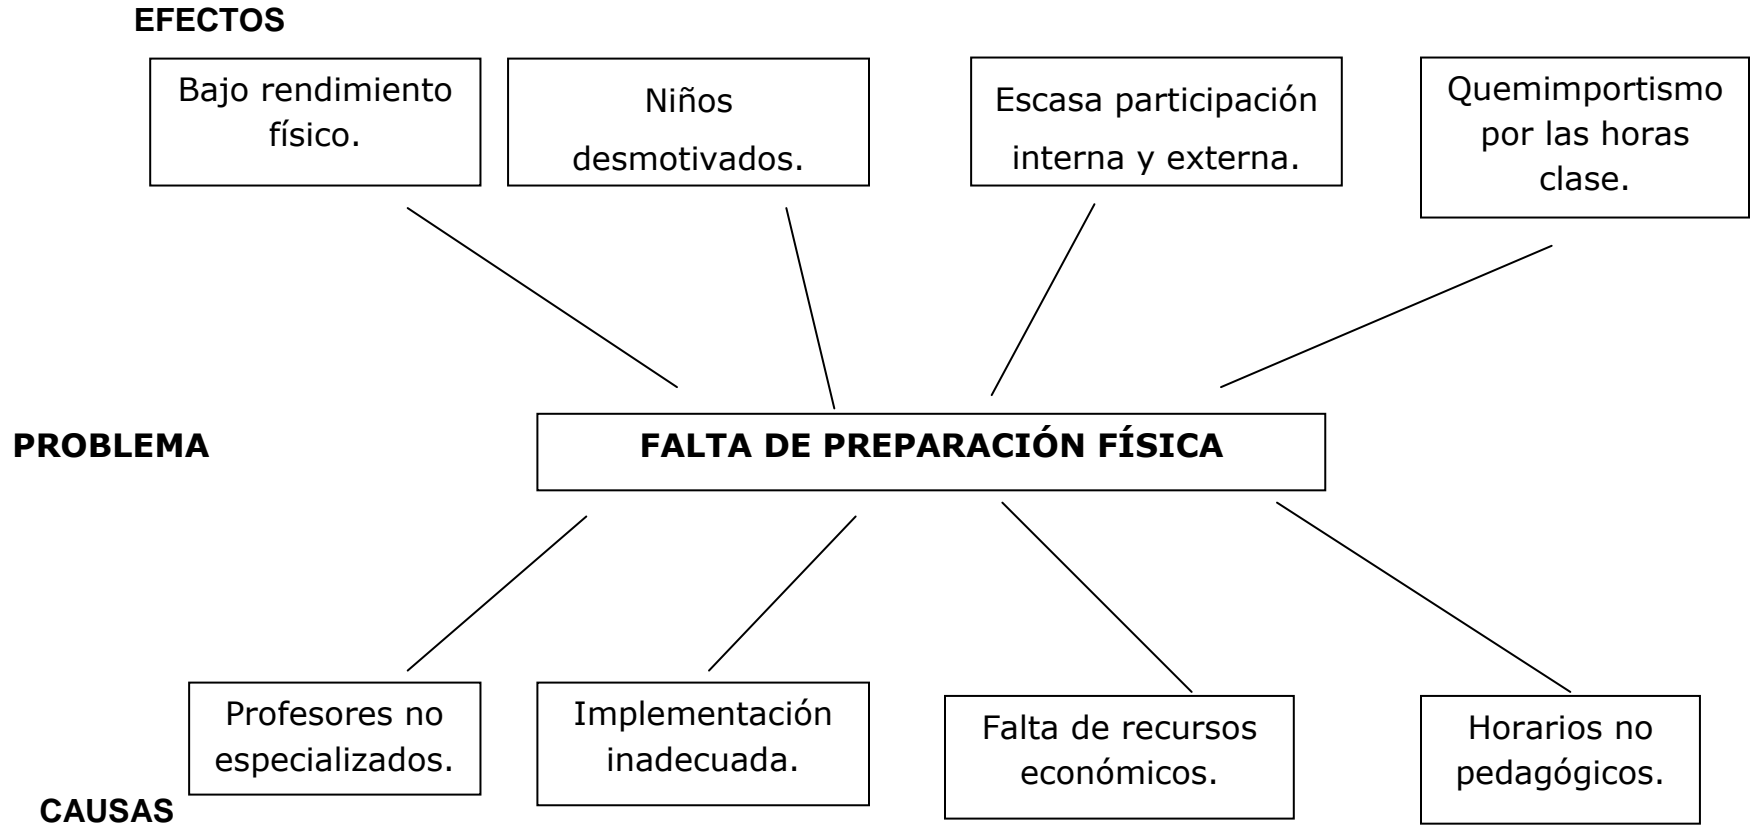 EFECTOS
Bajo rendimiento
físico.
Niños
desmotivados.
Escasa participación
interna y externa.
Quemimportismo
por las horas
clase.
PROBLEMA
FALTA DE PREPARACIÓN FÍSICA
Profesores no
especializados.
Implementación
inadecuada.
Falta de recursos
económicos.
Horarios no
pedagógicos.
CAUSAS